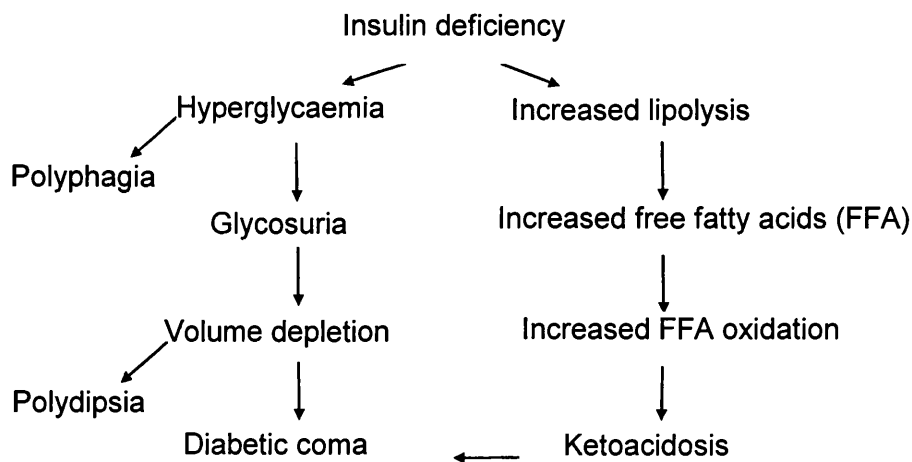 Insulin deficiency
Hyperglycaemia
Increased lipolysis
Polyphagia
Glycosuria
Increased free fatty acids (FFA)
Volume depletion
Increased FFA oxidation
Polydipsia
Diabetic coma
Ketoacidosis